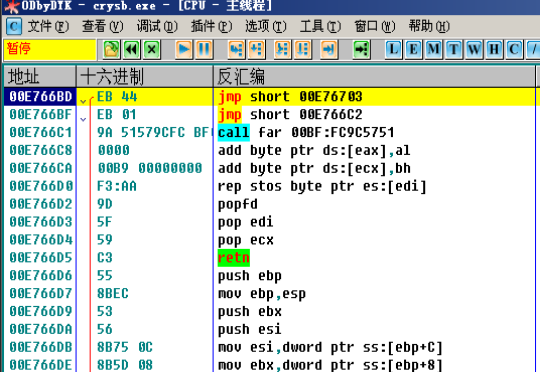 ODbyDYK - crysb.exe - [CPU - 主线程]
C 文件(F) 查看(V) 调试(D) 插件(P) 选项(T) 工具(T) 窗口(W) 帮助(H)
暂停 L E M T W H C /
地址 十六进制 反汇编
00E766BD EB 44 jmp short 00E76703
00E766BF EB 01 jmp short 00E766C2
00E766C1 9A 51579CFC BF( call far 00BF:FC9C5751
00E766C8 0000 add byte ptr ds:[eax],al
00E766CA 00B9 00000000 add byte ptr ds:[ecx],bh
00E766D0 F3:AA rep stos byte ptr es:[edi]
00E766D2 9D popfd
00E766D3 5F pop edi
00E766D4 59 pop ecx
00E766D5 C3 retn
00E766D6 55 push ebp
00E766D7 8BEC mov ebp,esp
00E766D9 53 push ebx
00E766DA 56 push esi
00E766DB 8B75 0C mov esi,dword ptr ss:[ebp+C]
00E766DE 8B5D 08 mov ebx,dword ptr ss:[ebp+8]